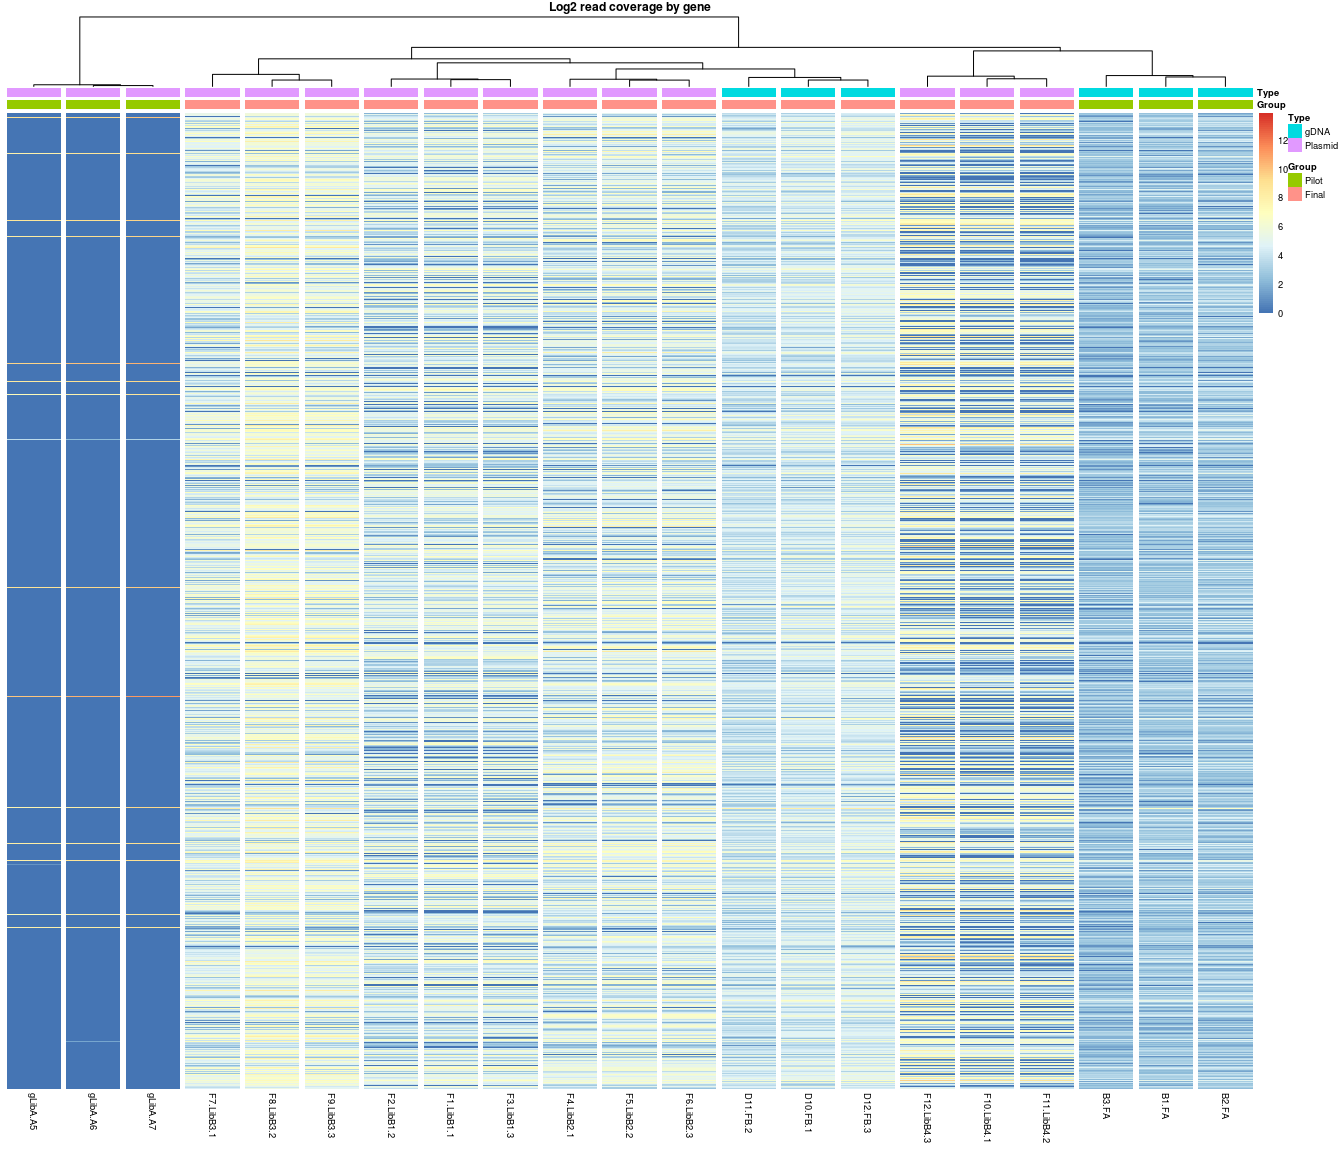 Log2 read coverage by gene
Type
Group
Type
gDNA
Plasmid
Group
Pilot
Final
12
10
8
6
4
2
0
gLibA.A5
gLibA.A6
gLibA.A7
F7.LibB3.1
F8.LibB3.2
F9.LibB3.3
F2.LibB1.2
F1.LibB1.1
F3.LibB1.3
F4.LibB2.1
F5.LibB2.2
F6.LibB2.3
D11.FB.2
D10.FB.1
D12.FB.3
F12.LibB4.3
F10.LibB4.1
F11.LibB4.2
B3.FA
B1.FA
B2.FA